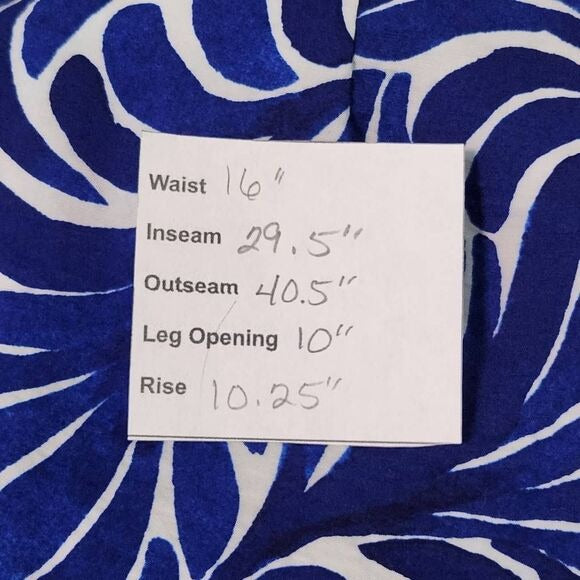 Waist 16"
Inseam 29.5"
Outseam 40.5"
Leg Opening 10"
Rise 10.25"